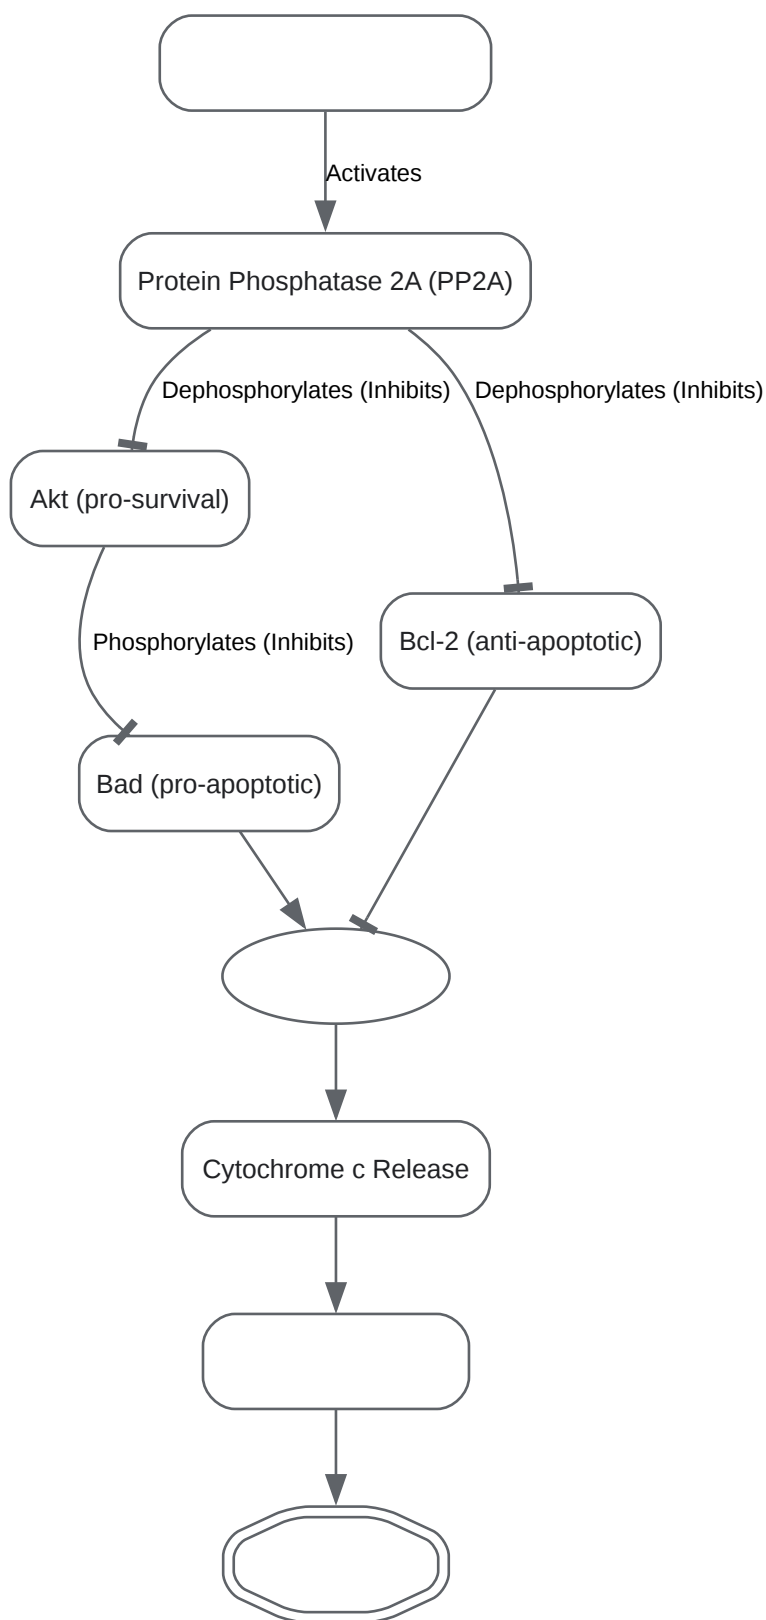 Activates
Protein Phosphatase 2A (PP2A)
Dephosphorylates (Inhibits)
Dephosphorylates (Inhibits)
Akt (pro-survival)
Phosphorylates (Inhibits)
Bcl-2 (anti-apoptotic)
Bad (pro-apoptotic)
Cytochrome c Release